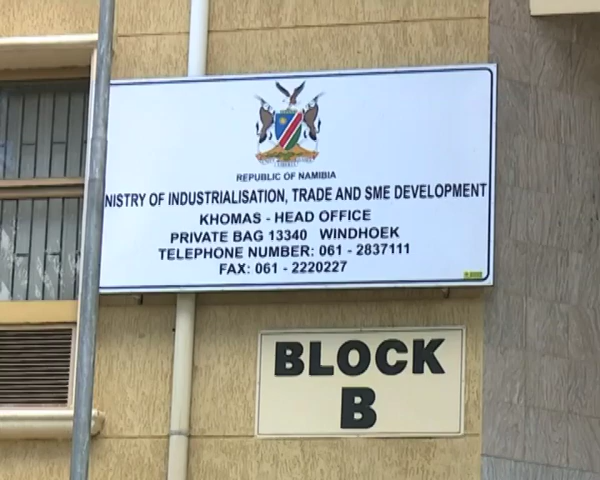 REPUBLIC OF NAMIBIA
NISTRY OF INDUSTRIALISATION, TRADE AND SME DEVELOPMENT
KHOMAS - HEAD OFFICE
PRIVATE BAG 13340 WINDHOEK
TELEPHONE NUMBER: 061 - 2837111
FAX: 061 - 2220227
BLOCK
B